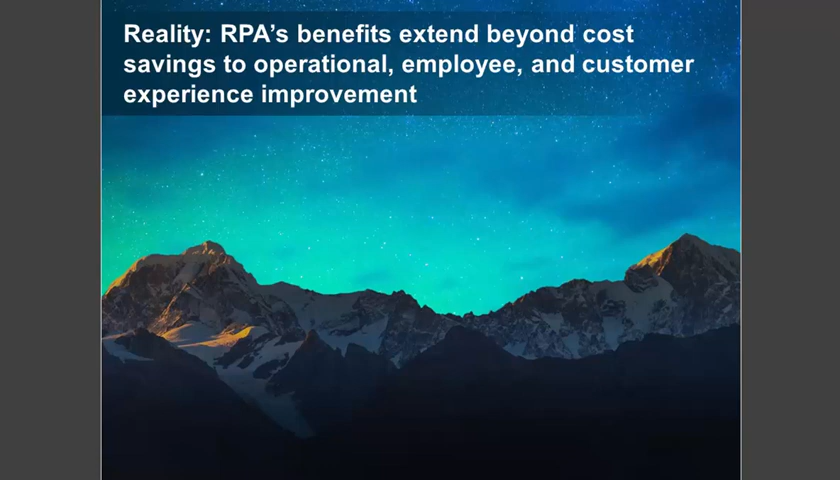 Reality: RPA’s benefits extend beyond cost
savings to operational, employee, and customer
experience improvement